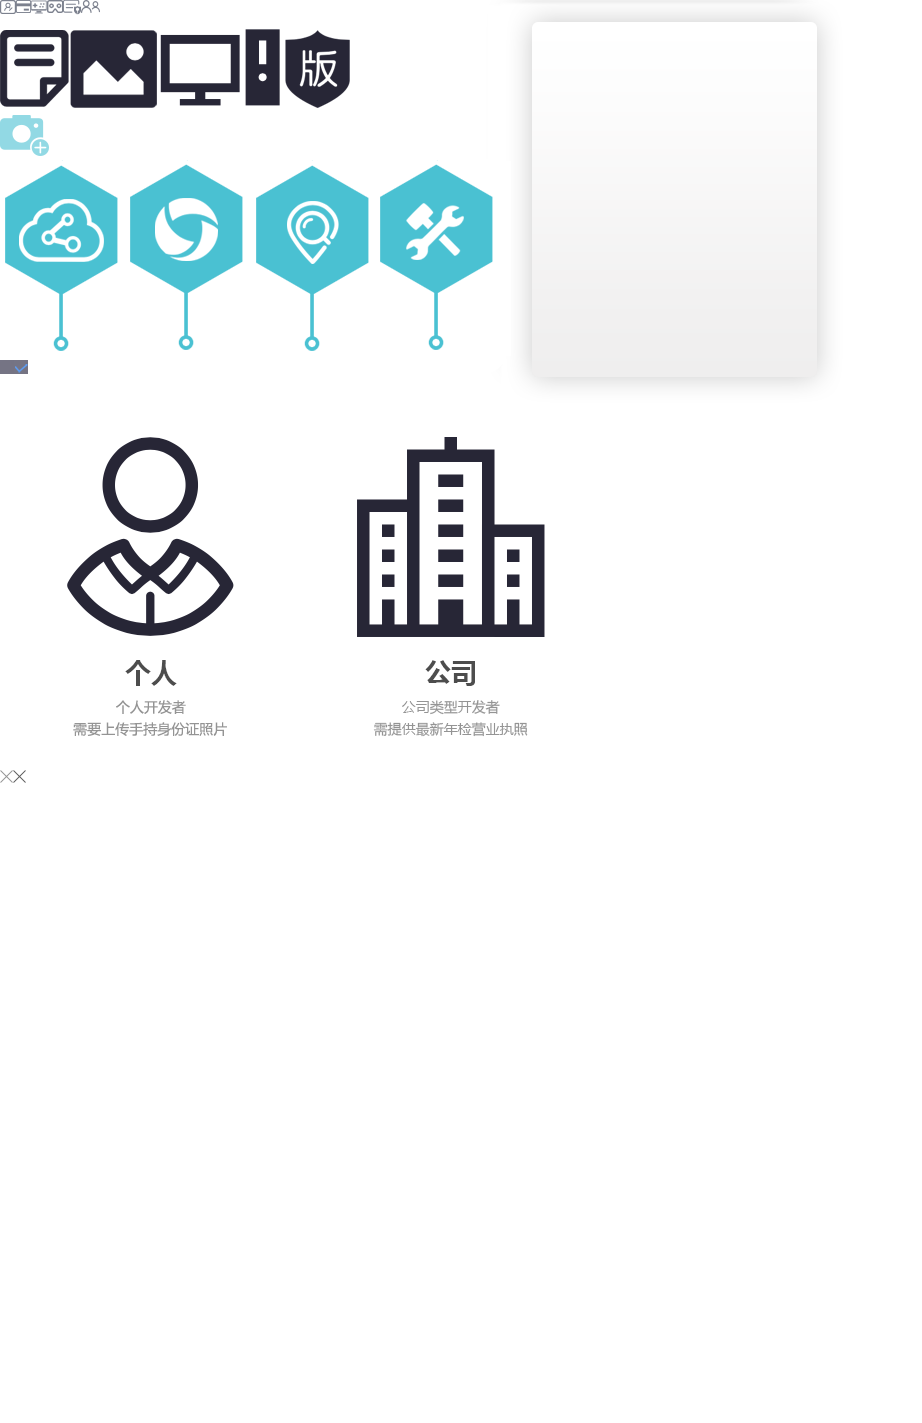 版
个人
个人开发者
需要上传手持身份证照片
公司
公司类型开发者
需提供最新年检营业执照